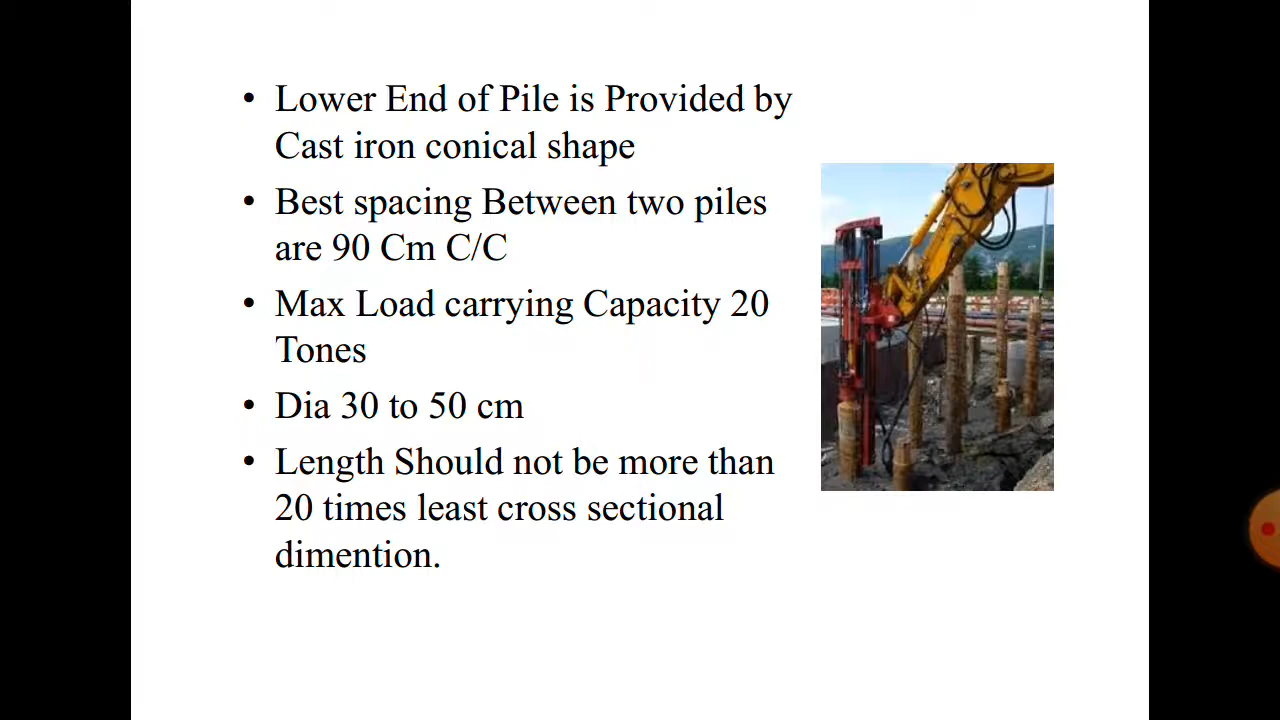 • Lower End of Pile is Provided by
Cast iron conical shape
• Best spacing Between two piles
are 90 Cm C/C
• Max Load carrying Capacity 20
Tones
• Dia 30 to 50 cm
• Length Should not be more than
20 times least cross sectional
dimention.